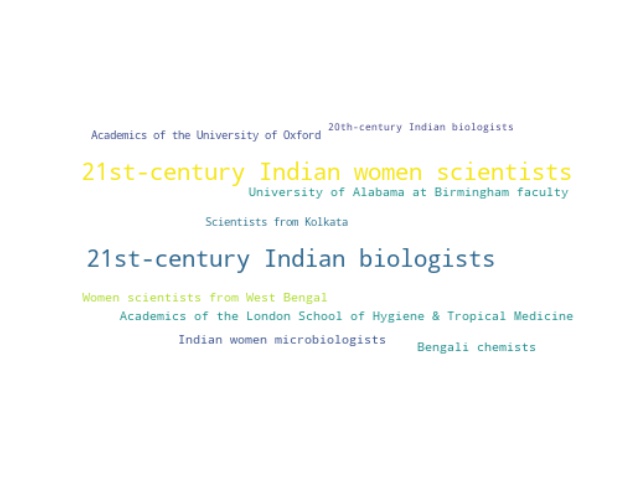 20th-century Indian biologists
Academics of the University of Oxford
21st-century Indian women scientists
University of Alabama at Birmingham faculty
Scientists from Kolkata
21st-century Indian biologists
Women scientists from West Bengal
Academics of the London School of Hygiene & Tropical Medicine
Indian women microbiologists
Bengali chemists